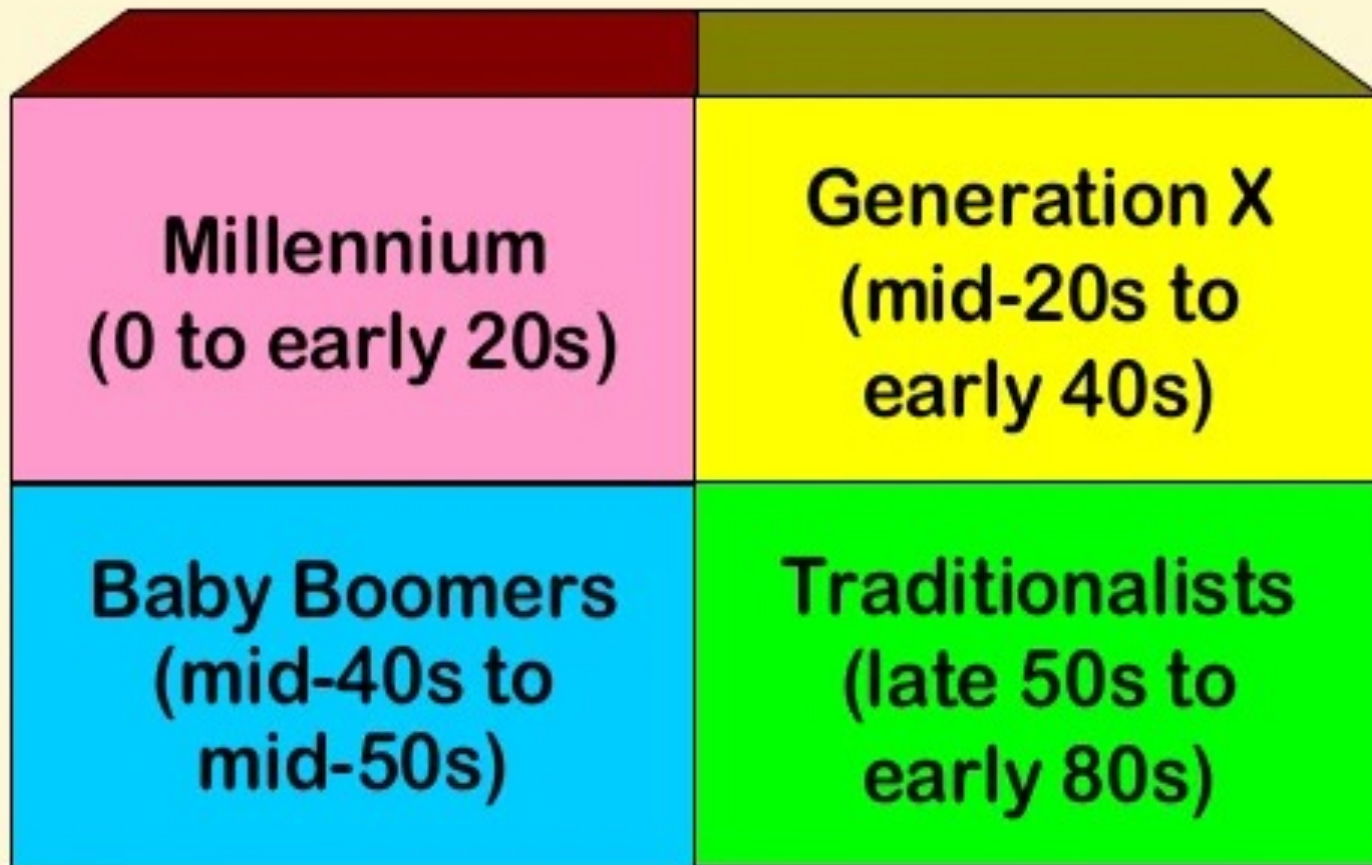 Millennium
(0 to early 20s)
Generation X
(mid-20s to
early 40s)
Baby Boomers
(mid-40s to
mid-50s)
Traditionalists
(late 50s to
early 80s)